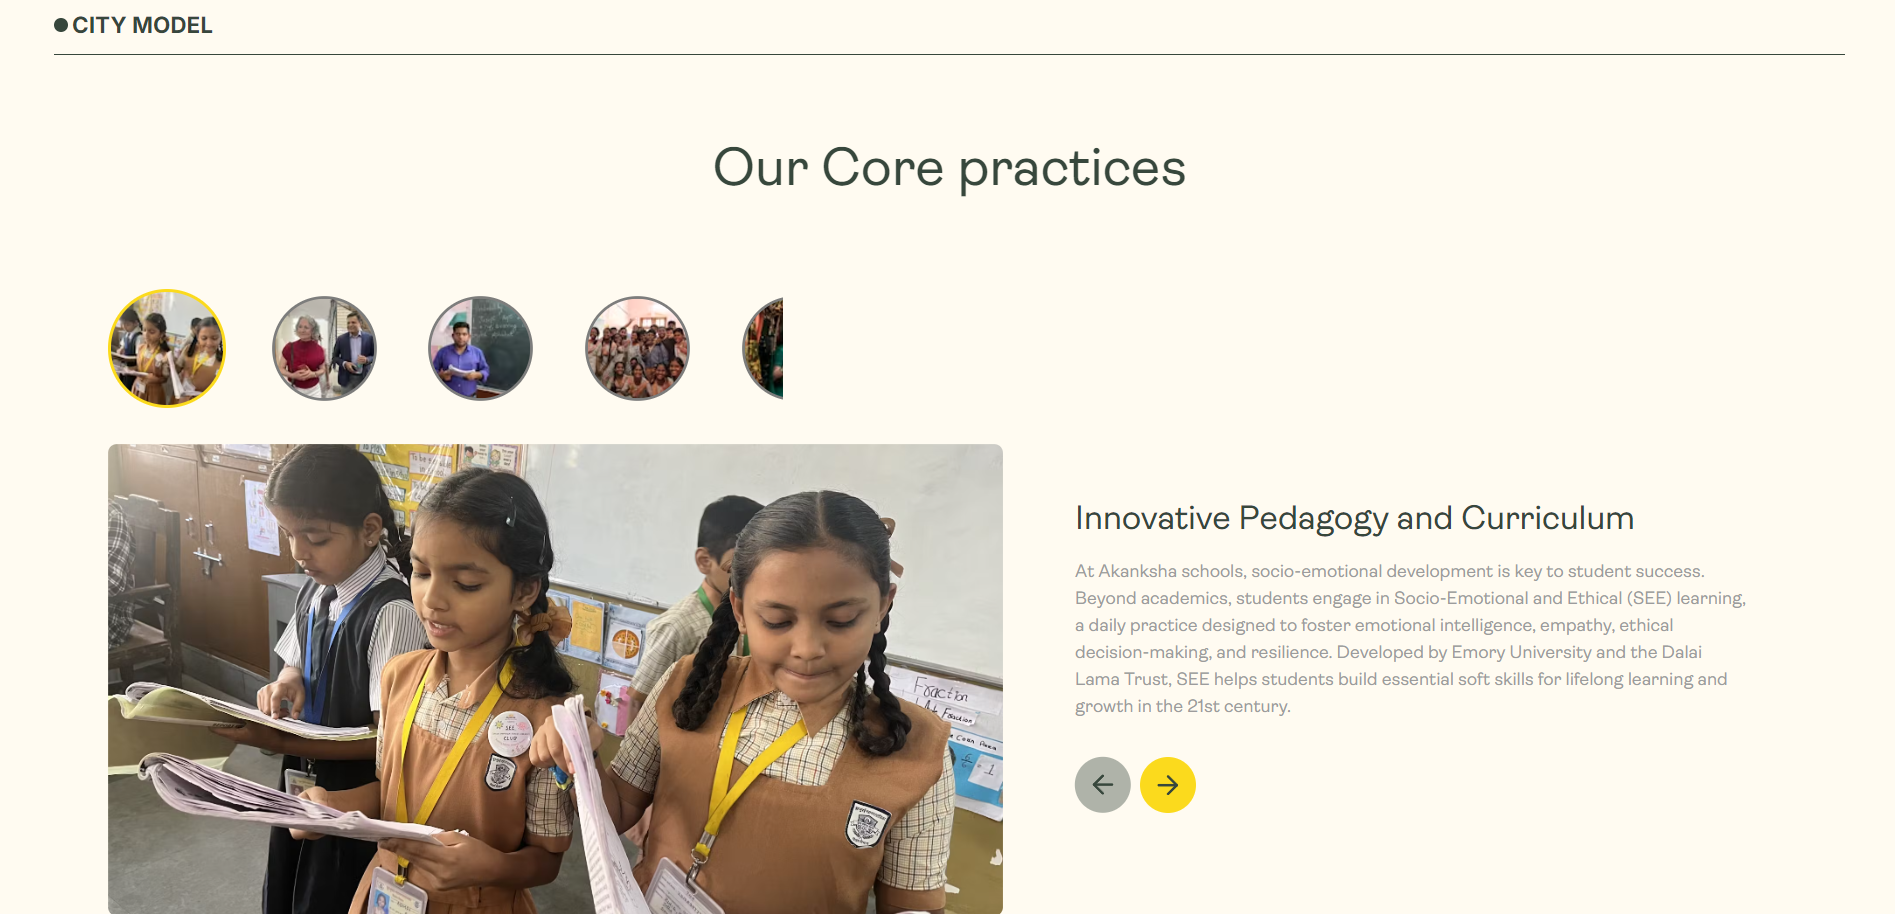 CITY MODEL
Our Core practices
Innovative Pedagogy and Curriculum
At Akanksha schools, socio-emotional development is key to student success.
Beyond academics, students engage in Socio-Emotional and Ethical (SEE) learning,
a daily practice designed to foster emotional intelligence, empathy, ethical
decision-making, and resilience. Developed by Emory University and the Dalai
Lama Trust, SEE helps students build essential soft skills for lifelong learning and
growth in the 21st century.
SEE
CLUB
Fraction